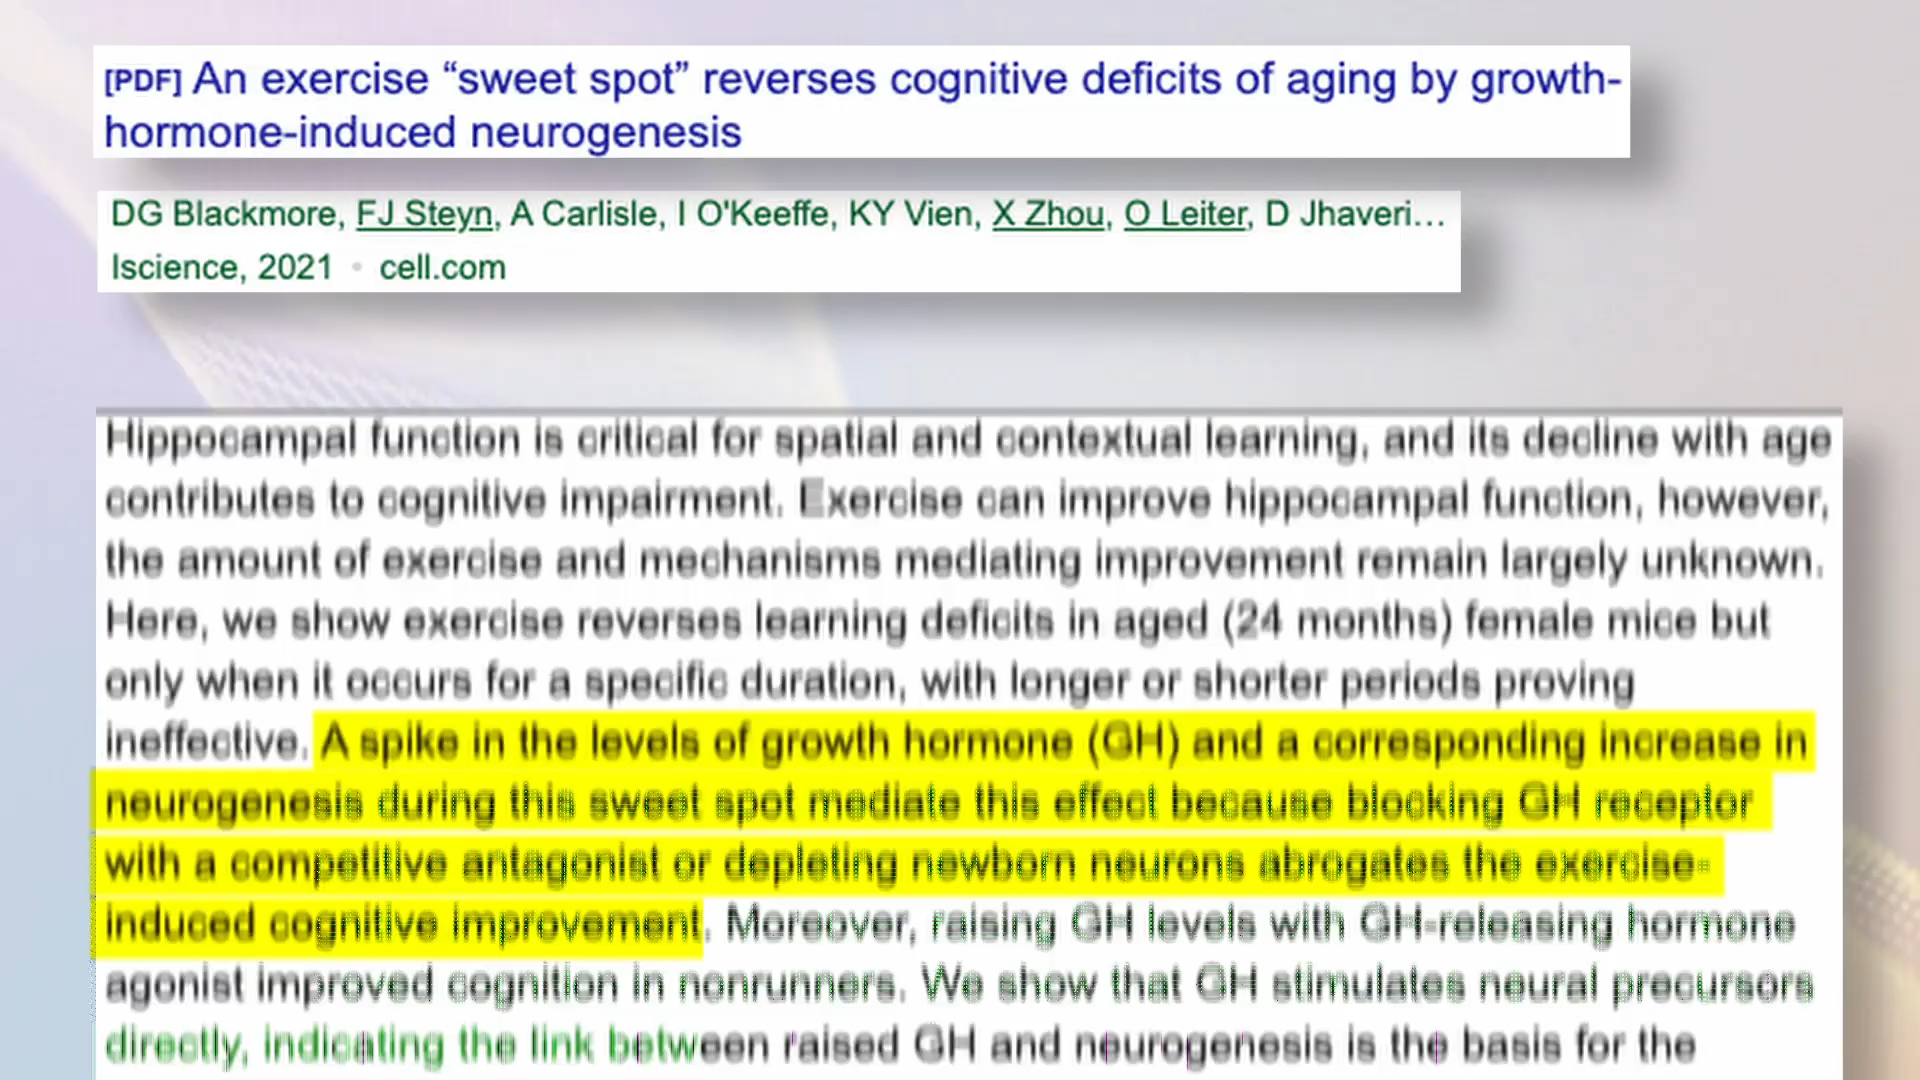 [PDF] An exercise “sweet spot” reverses cognitive deficits of aging by growth-
hormone-induced neurogenesis
DG Blackmore, FJ Steyn, A Carlisle, I O'Keeffe, KY Vien, X Zhou, O Leiter, D Jhaveri…
Iscience, 2021 • cell.com
Hippocampal function is critical for spatial and contextual learning, and its decline with age
contributes to cognitive impairment. Exercise can improve hippocampal function, however,
the amount of exercise and mechanisms mediating improvement remain largely unknown.
Here, we show exercise reverses learning deficits in aged (24 months) female mice but
only when it occurs for a specific duration, with longer or shorter periods proving
ineffective. A spike in the levels of growth hormone (GH) and a corresponding increase in
neurogenesis during this sweet spot mediate this effect because blocking GH receptor
with a competitive antagonist or depleting newborn neurons abrogates the exercise-
induced cognitive improvement. Moreover, raising GH levels with GH-releasing hormone
agonist improved cognition in nonrunners. We show that GH stimulates neural precursors
directly, indicating the link between raised GH and neurogenesis is the basis for the